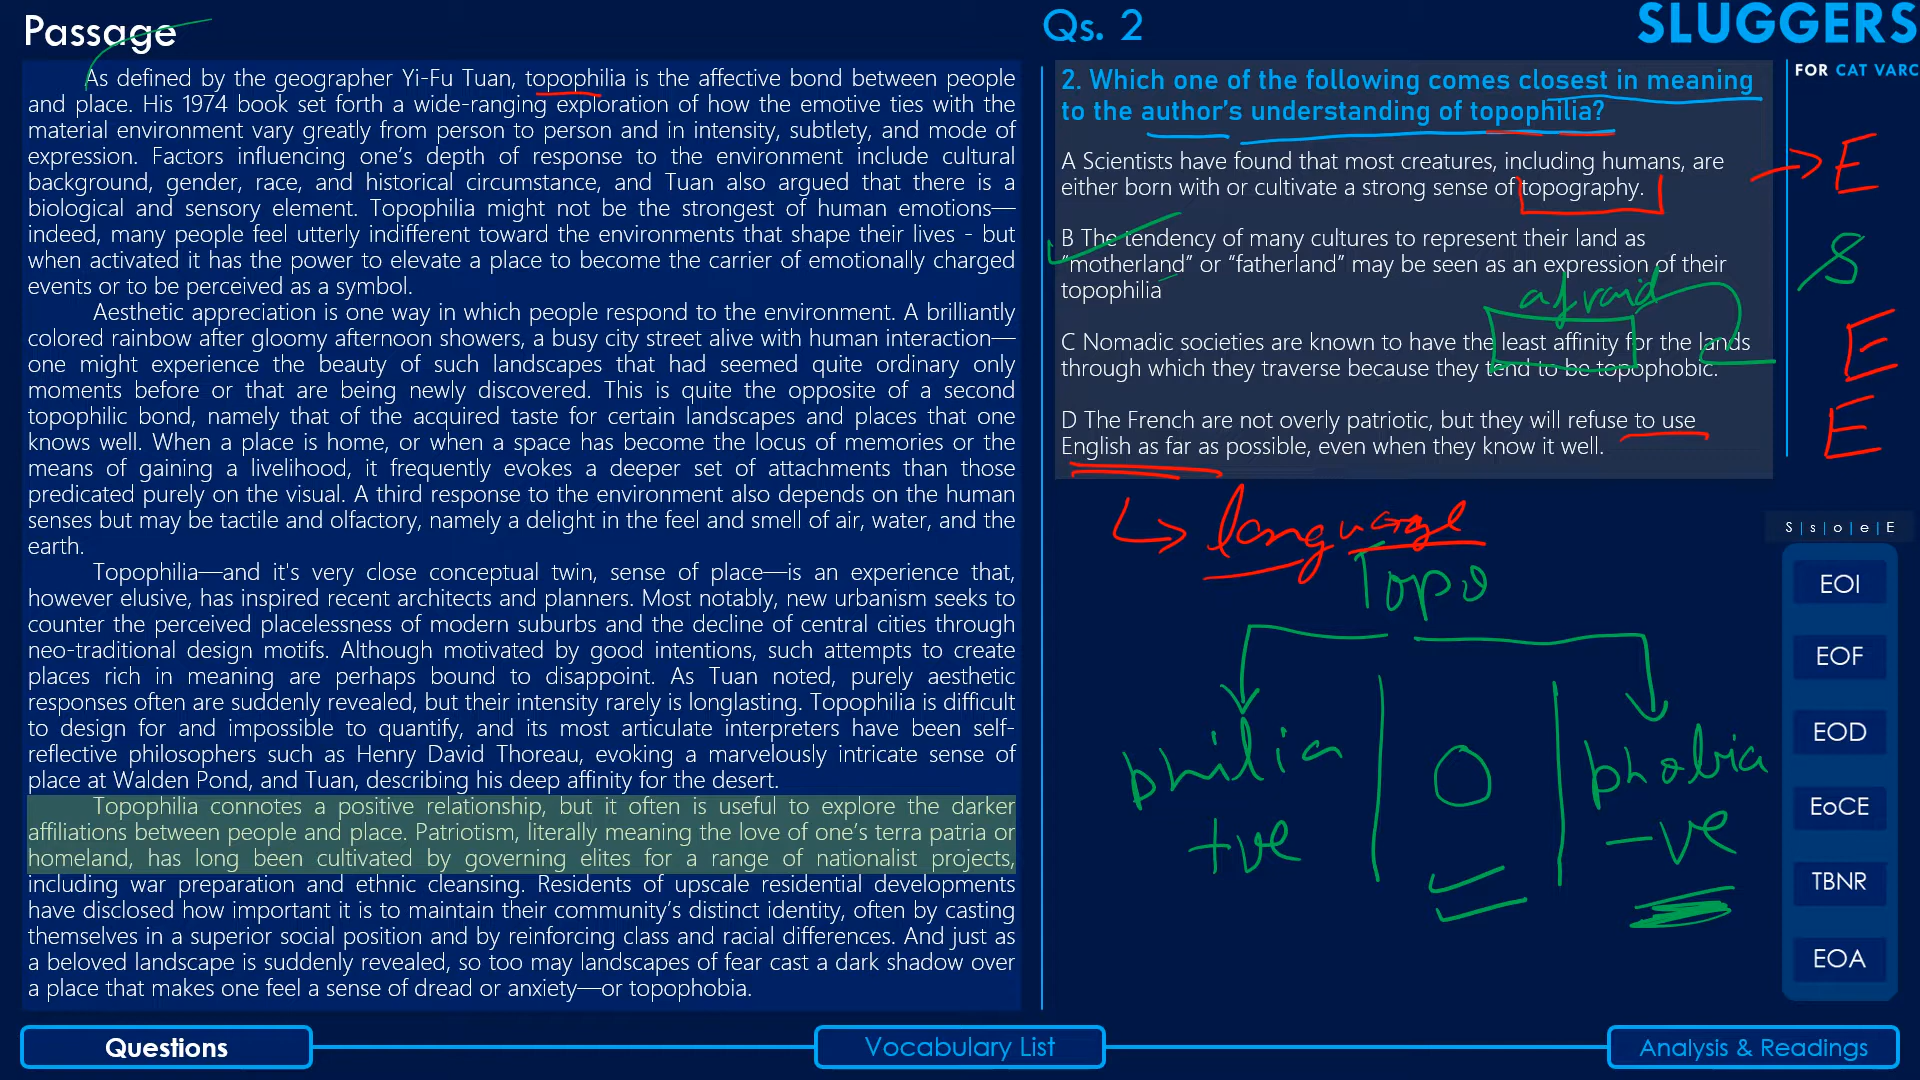 Passage
Qs. 2
SLUGGERS
FOR CAT VARC
As defined by the geographer Yi-Fu Tuan, topophilia is the affective bond between people
and place. His 1974 book set forth a wide-ranging exploration of how the emotive ties with the
material environment vary greatly from person to person and in intensity, subtlety, and mode of
expression. Factors influencing one's depth of response to the environment include cultural
background, gender, race, and historical circumstance, and Tuan also argued that there is a
biological and sensory element. Topophilia might not be the strongest of human emotions—
indeed, many people feel utterly indifferent toward the environments that shape their lives - but
when activated it has the power to elevate a place to become the carrier of emotionally charged
events or to be perceived as a symbol.
Aesthetic appreciation is one way in which people respond to the environment. A brilliantly
colored rainbow after gloomy afternoon showers, a busy city street alive with human interaction—
one might experience the beauty of such landscapes that had seemed quite ordinary only
moments before or that are being newly discovered. This is quite the opposite of a second
topophilic bond, namely that of the acquired taste for certain landscapes and places that one
knows well. When a place is home, or when a space has become the locus of memories or the
means of gaining a livelihood, it frequently evokes a deeper set of attachments than those
predicated purely on the visual. A third response to the environment also depends on the human
senses but may be tactile and olfactory, namely a delight in the feel and smell of air, water, and the
earth.
Topophilia—and it's very close conceptual twin, sense of place—is an experience that,
however elusive, has inspired recent architects and planners. Most notably, new urbanism seeks to
counter the perceived placelessness of modern suburbs and the decline of central cities through
neo-traditional design motifs. Although motivated by good intentions, such attempts to create
places rich in meaning are perhaps bound to disappoint. As Tuan noted, purely aesthetic
responses often are suddenly revealed, but their intensity rarely is longlasting. Topophilia is difficult
to design for and impossible to quantify, and its most articulate interpreters have been self-
reflective philosophers such as Henry David Thoreau, evoking a marvelously intricate sense of
place at Walden Pond, and Tuan, describing his deep affinity for the desert.
Topophilia connotes a positive relationship, but it often is useful to explore the darker
affiliations between people and place. Patriotism, literally meaning the love of one's terra patria or
homeland, has long been cultivated by governing elites for a range of nationalist projects,
including war preparation and ethnic cleansing. Residents of upscale residential developments
have disclosed how important it is to maintain their community's distinct identity, often by casting
themselves in a superior social position and by reinforcing class and racial differences. And just as
a beloved landscape is suddenly revealed, so too may landscapes of fear cast a dark shadow over
a place that makes one feel a sense of dread or anxiety—or topophobia.
2. Which one of the following comes closest in meaning
to the author's understanding of topophilia?
A Scientists have found that most creatures, including humans, are
either born with or cultivate a strong sense of topography.
E
B The tendency of many cultures to represent their land as
"motherland" or "fatherland" may be seen as an expression of their
topophilia
S
afraid
C Nomadic societies are known to have the least affinity for the lands
through which they traverse because they tend to be topophobic.
E
D The French are not overly patriotic, but they will refuse to use
English as far as possible, even when they know it well.
E
language
Topo
philia
+ve
O
phobia
-ve
S | s | o | e | E
EOI
EOF
EOD
EoCE
TBNR
EOA
Questions
Vocabulary List
Analysis & Readings